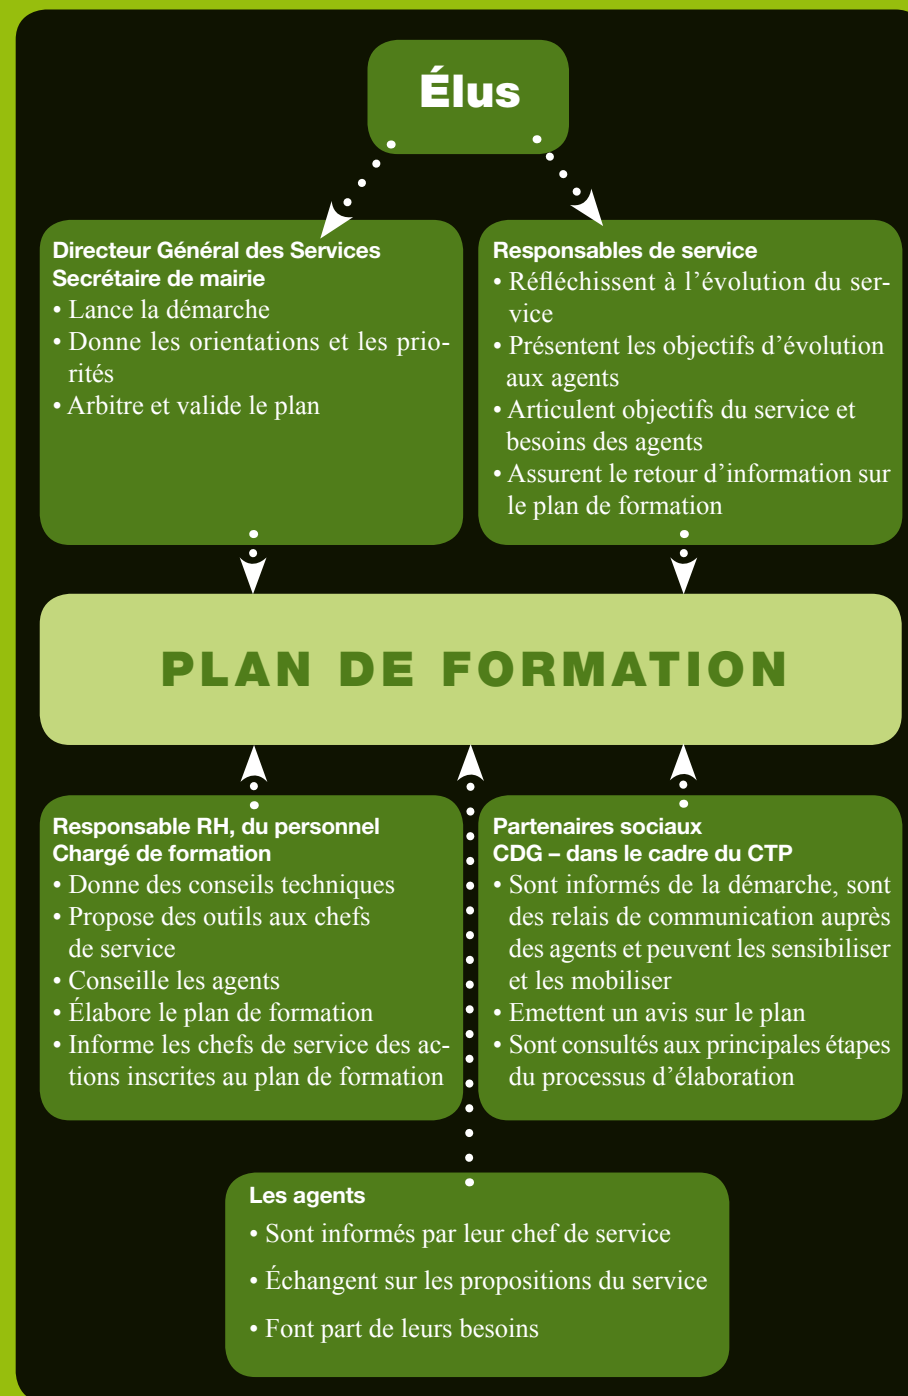 Élus
Directeur Général des Services
Secrétaire de mairie
• Lance la démarche
• Donne les orientations et les prio-
rités
• Arbitre et valide le plan
Responsables de service
• Réfléchissent à l’évolution du ser-
vice
• Présentent les objectifs d’évolution
aux agents
• Articulent objectifs du service et
besoins des agents
• Assurent le retour d’information sur
le plan de formation
PLAN DE FORMATION
Responsable RH, du personnel
Chargé de formation
• Donne des conseils techniques
• Propose des outils aux chefs
de service
• Conseille les agents
• Élabore le plan de formation
• Informe les chefs de service des ac-
tions inscrites au plan de formation
Partenaires sociaux
CDG – dans le cadre du CTP
• Sont informés de la démarche, sont
des relais de communication auprès
des agents et peuvent les sensibiliser
et les mobiliser
• Emettent un avis sur le plan
• Sont consultés aux principales étapes
du processus d’élaboration
Les agents
• Sont informés par leur chef de service
• Échangent sur les propositions du service
• Font part de leurs besoins